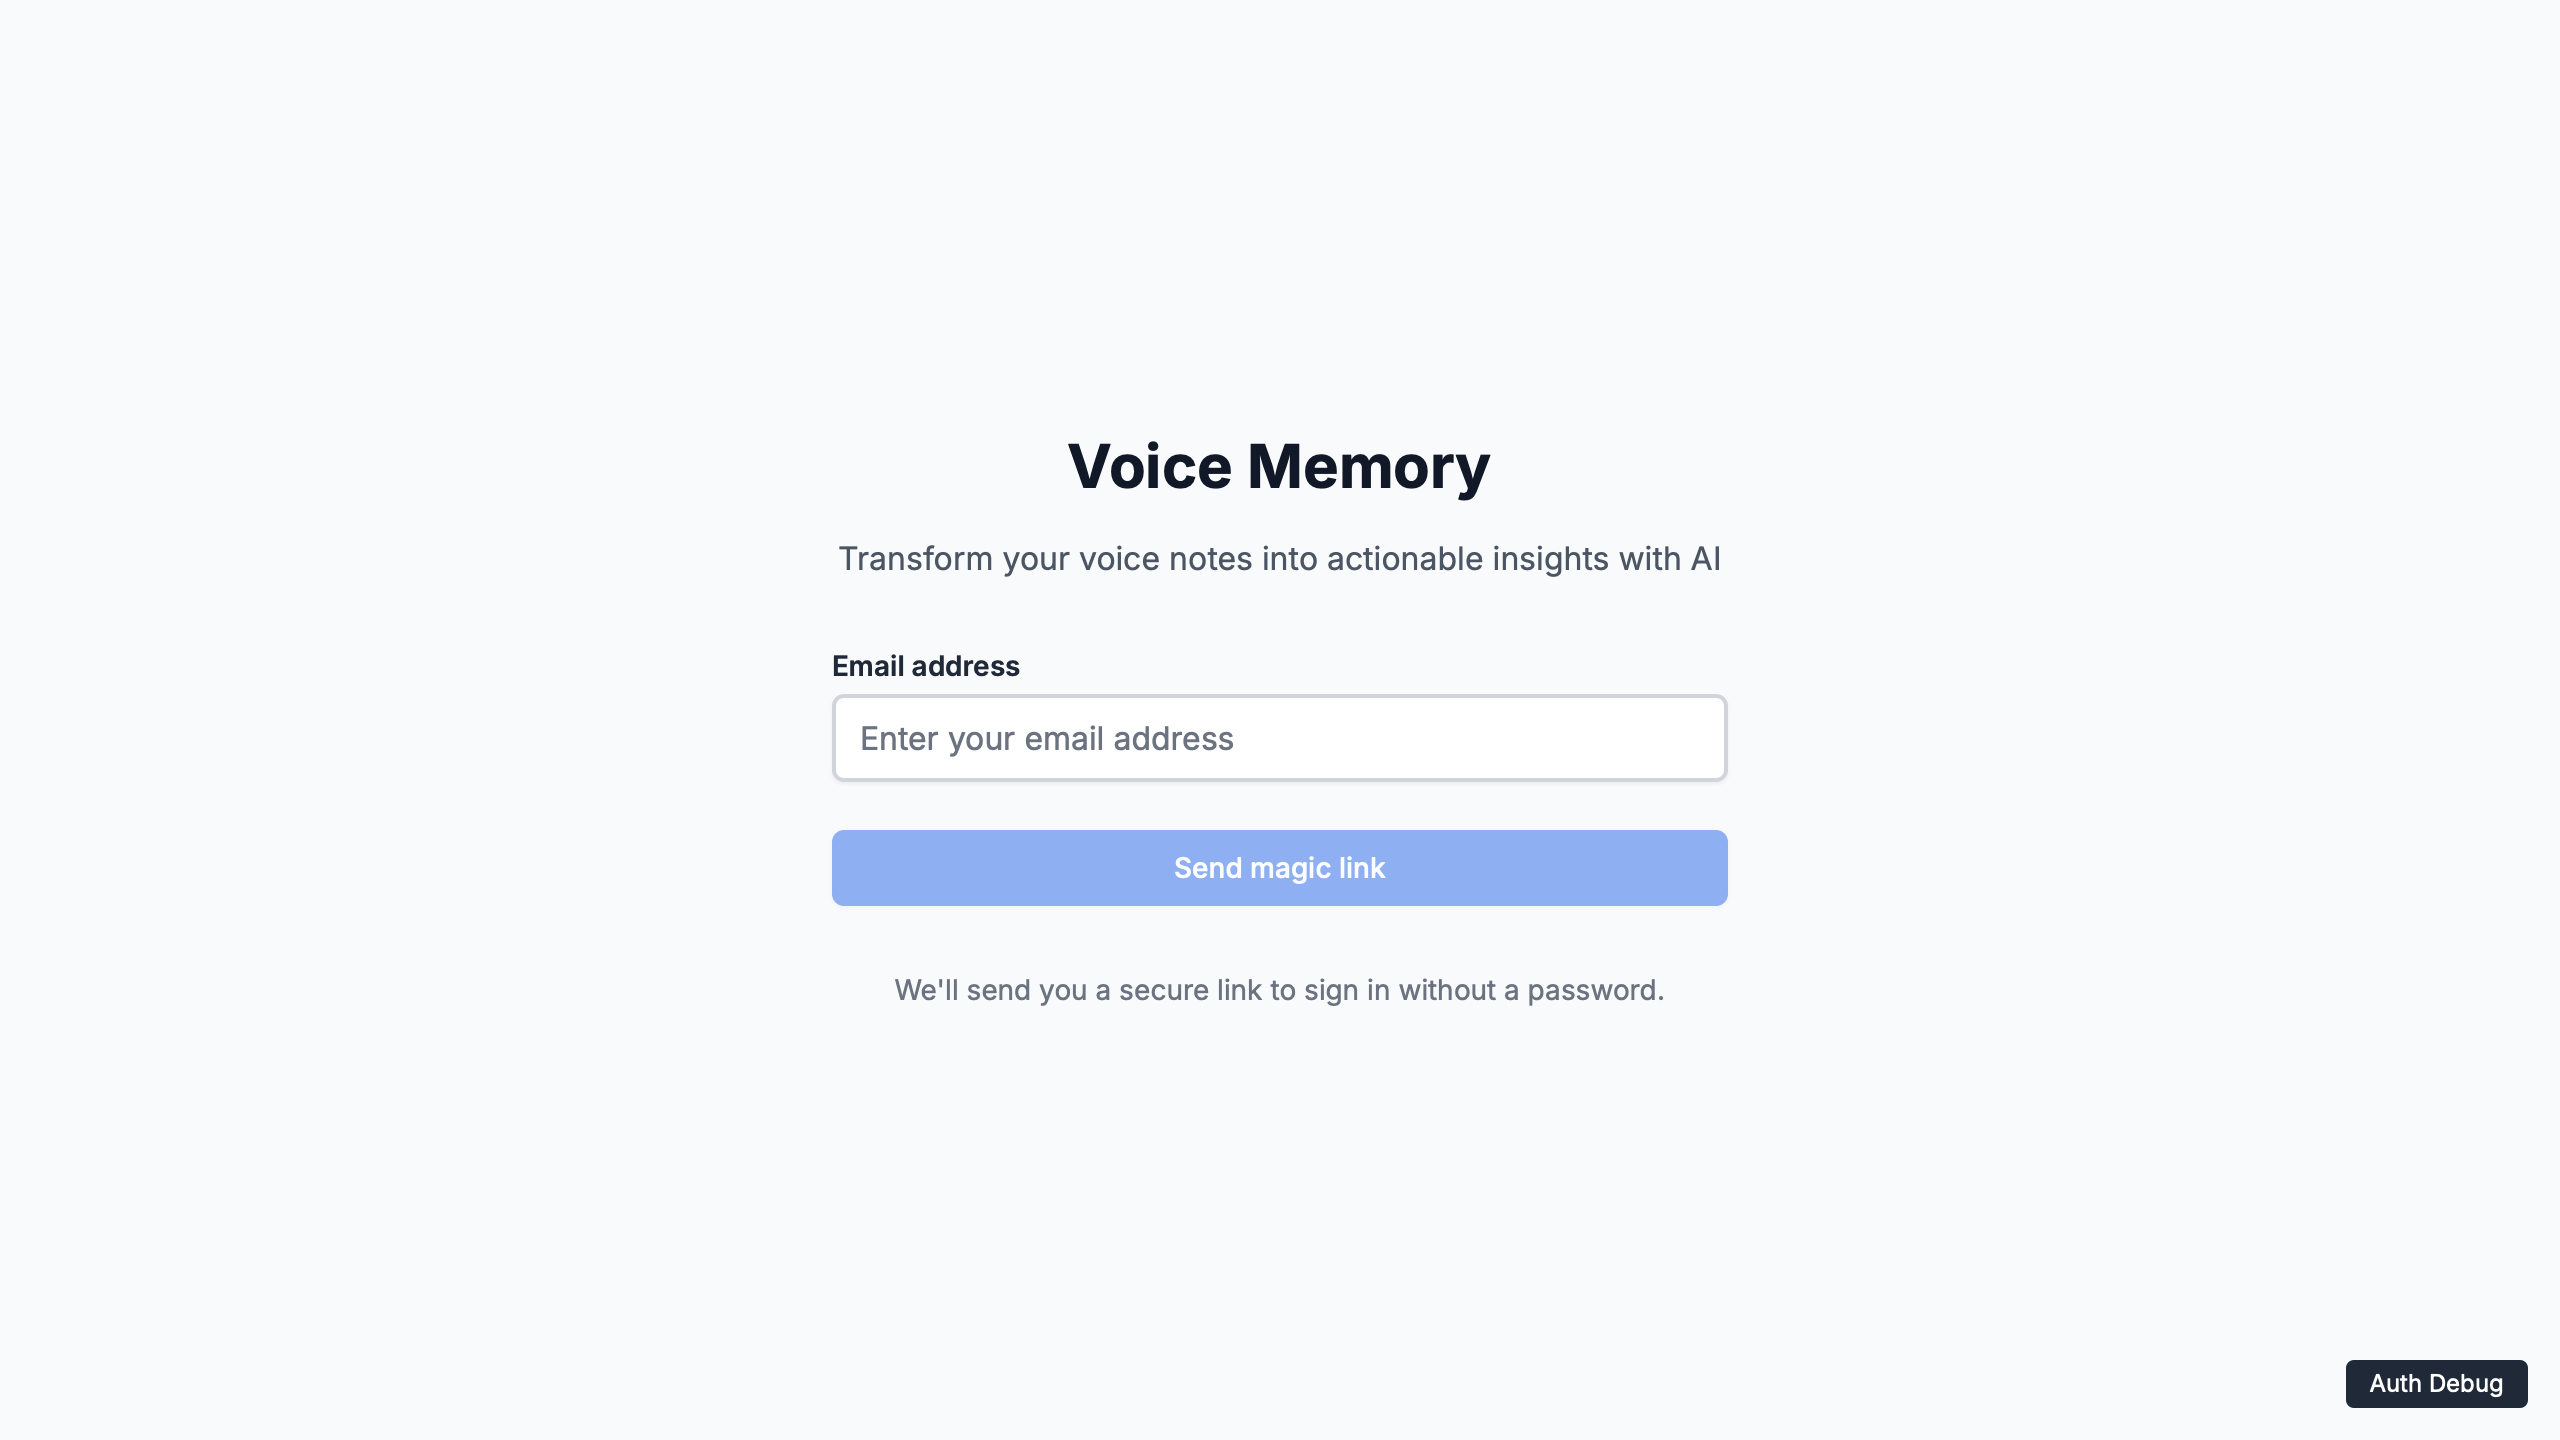 Voice Memory
Transform your voice notes into actionable insights with AI
Email address
Enter your email address
Send magic link
We'll send you a secure link to sign in without a password.
Auth Debug